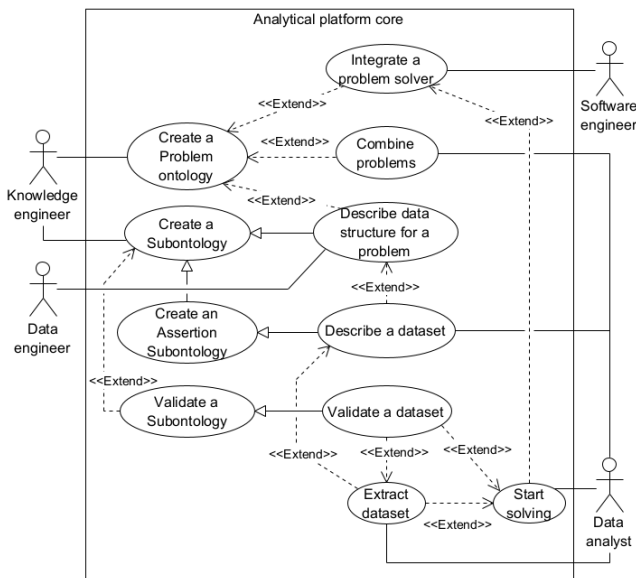 Analytical platform core
Integrate a
problem solver
Software
engineer
<<Extend>>
Create a
Problem
ontology
<<Extend>>
Combine
problems
Knowledge
engineer
<<Extend>>
Create a
Subontology
Describe data
structure for a
problem
Data
engineer
<<Extend>>
Create an
Assertion
Subontology
Describe a dataset
<<Extend>>
Validate a
Subontology
Validate a dataset
<<Extend>>
<<Extend>>
<<Extend>>
Extract
dataset
<<Extend>>
Start
solving
Data
analyst